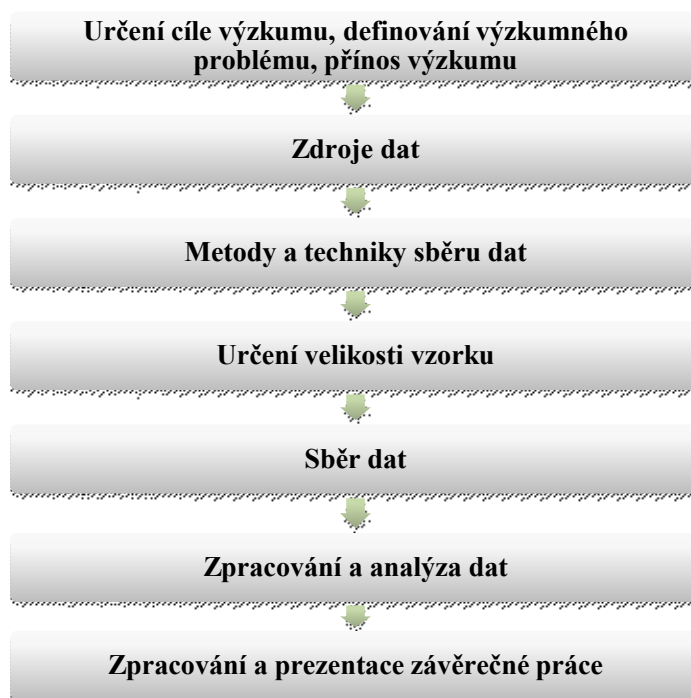 Určení cíle výzkumu, definování výzkumného
problému, přínos výzkumu
Zdroje dat
Metody a techniky sběru dat
Určení velikosti vzorku
Sběr dat
Zpracování a analýza dat
Zpracování a prezentace závěrečné práce